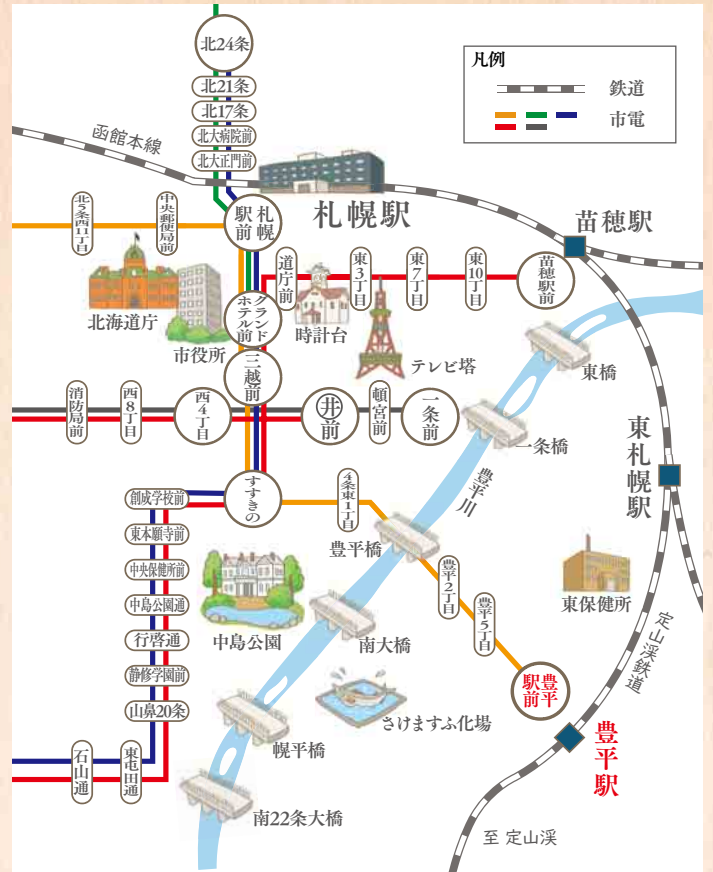 北24条
北21条
北17条
北大病院前
北大正門前
凡例
鉄道
市電
函館本線
札幌駅
苗穂駅
北5条西11丁目
中央郵便局前
札幌駅前
道庁前
東3丁目
東7丁目
東10丁目
苗穂駅前
北海道庁
市役所
グランドホテル前
時計台
テレビ塔
三越前
東橋
消防局前
西8丁目
西4丁目
㊇前
頓宮前
一条前
一条橋
東札幌駅
すすきの
創成学校前
東本願寺前
中央保健所前
中島公園通
行啓通
静修学園前
山鼻20条
石山通
東屯田通
4条東1丁目
豊平川
豊平橋
豊平2丁目
豊平5丁目
豊平駅前
東保健所
中島公園
南大橋
さけますふ化場
定山渓鉄道
幌平橋
豊平駅
南22条大橋
至 定山渓